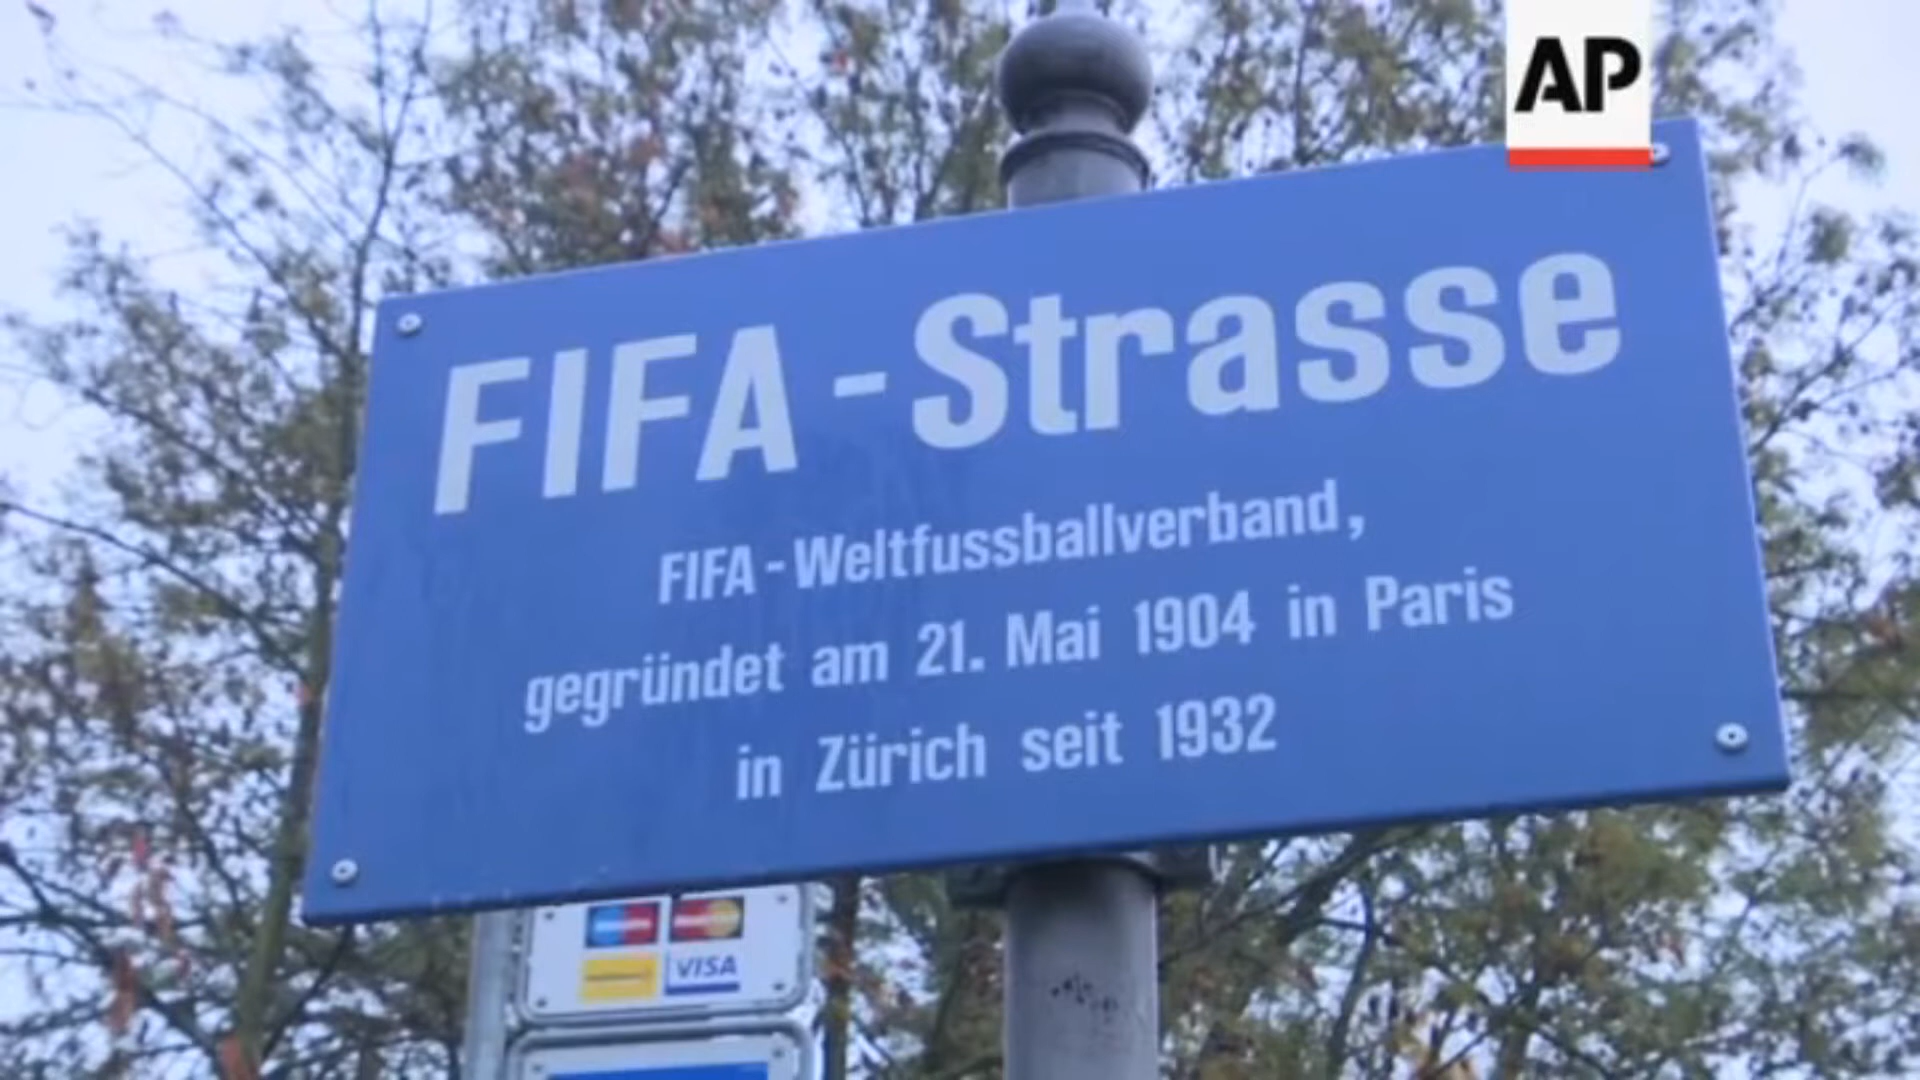 AP
FIFA-Strasse
FIFA-Weltfussballverband,
gegründet am 21. Mai 1904 in Paris
in Zürich seit 1932
VISA